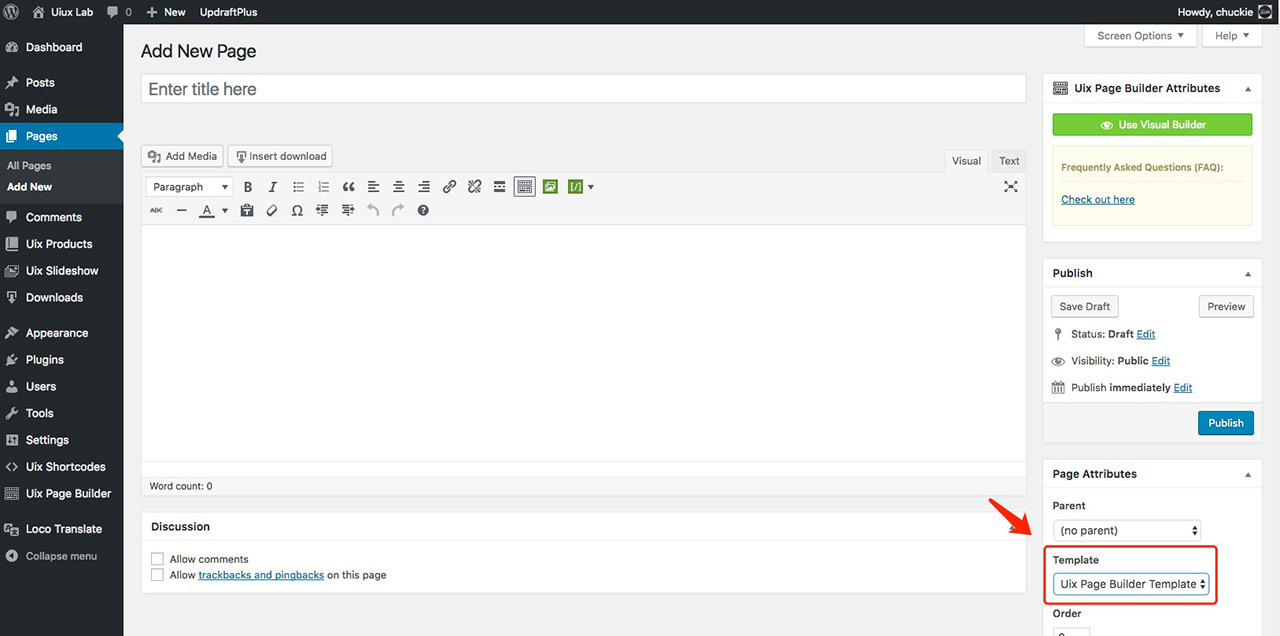 Uiux Lab 0 New UpdraftPlus Howdy, chuckie
Dashboard
Posts
Media
Pages
All Pages
Add New
Comments
Uix Products
Uix Slideshow
Downloads
Appearance
Plugins
Users
Tools
Settings
Uix Shortcodes
Uix Page Builder
Loco Translate
Collapse menu
Screen Options Help
Add New Page
Enter title here
Add Media Insert download
Visual Text
Paragraph B I
ABC A
Word count: 0
Discussion
Allow comments
Allow trackbacks and pingbacks on this page
Uix Page Builder Attributes
Use Visual Builder
Frequently Asked Questions (FAQ):
Check out here
Publish
Save Draft Preview
Status: Draft Edit
Visibility: Public Edit
Publish immediately Edit
Publish
Page Attributes
Parent
(no parent)
Template
Uix Page Builder Template
Order